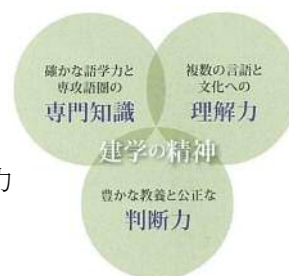 確かな語学力と
専攻語圏の
専門知識
複数の言語と
文化への
理解力
建学の精神
力
豊かな教養と公正な
判断力